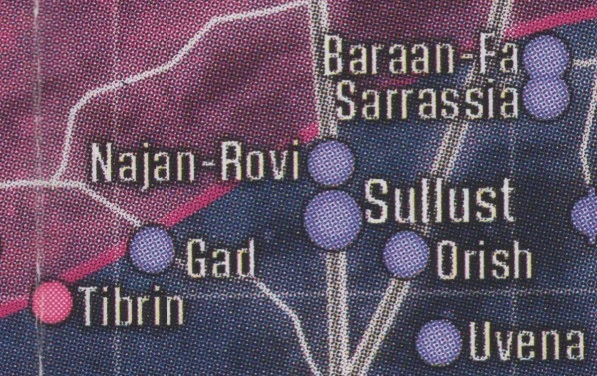 Baraan-Fa
Sarrassia
Najan-Rovi
Sullust
Gad
Orish
Tibrin
Uvena